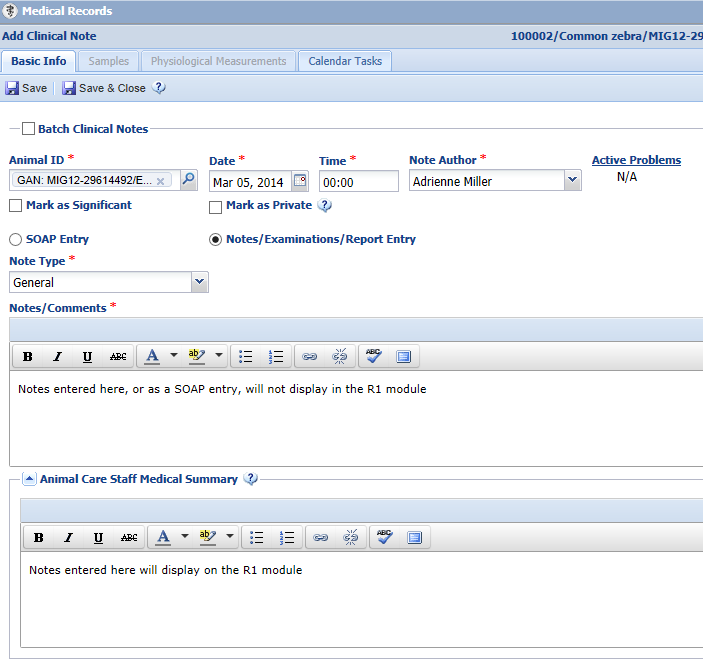 Medical Records
Add Clinical Note 100002/Common zebra/MIG12-29
Basic Info Samples Physiological Measurements Calendar Tasks
Save Save & Close ?
Batch Clinical Notes
Animal ID * Date * Time * Note Author * Active Problems
GAN: MIG12-29614492/E... x Mar 05, 2014 00:00 Adrienne Miller N/A
Mark as Significant Mark as Private ?
SOAP Entry Notes/Examinations/Report Entry
Note Type *
General
Notes/Comments *
B I U ABC A ab ABC
Notes entered here, or as a SOAP entry, will not display in the R1 module
Animal Care Staff Medical Summary ?
B I U ABC A ab ABC
Notes entered here will display on the R1 module